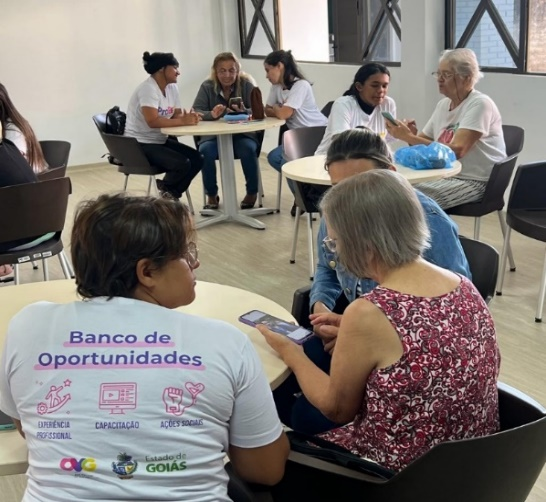 Banco de
Oportunidades
EXPERIÊNCIA
PROFISSIONAL
CAPACITAÇÃO
AÇÕES SOCIAIS
OVG
Estado de
GOIÁS